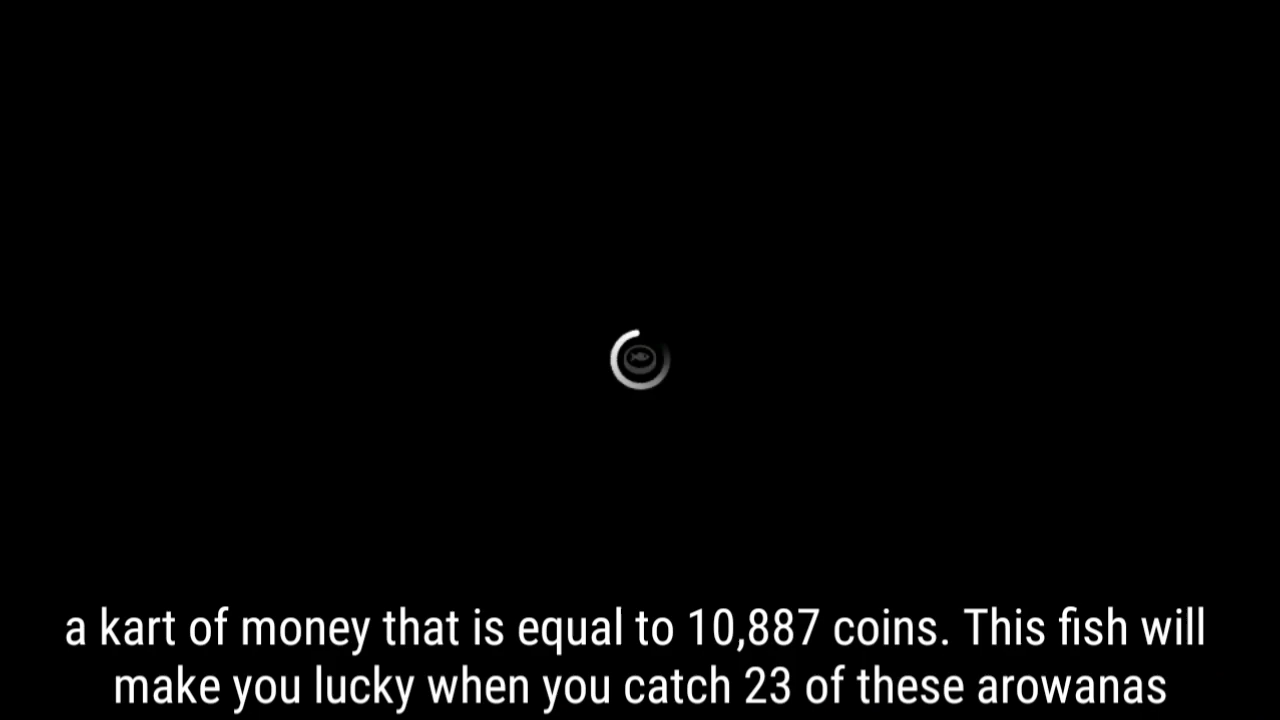 a kart of money that is equal to 10,887 coins. This fish will
make you lucky when you catch 23 of these arowanas